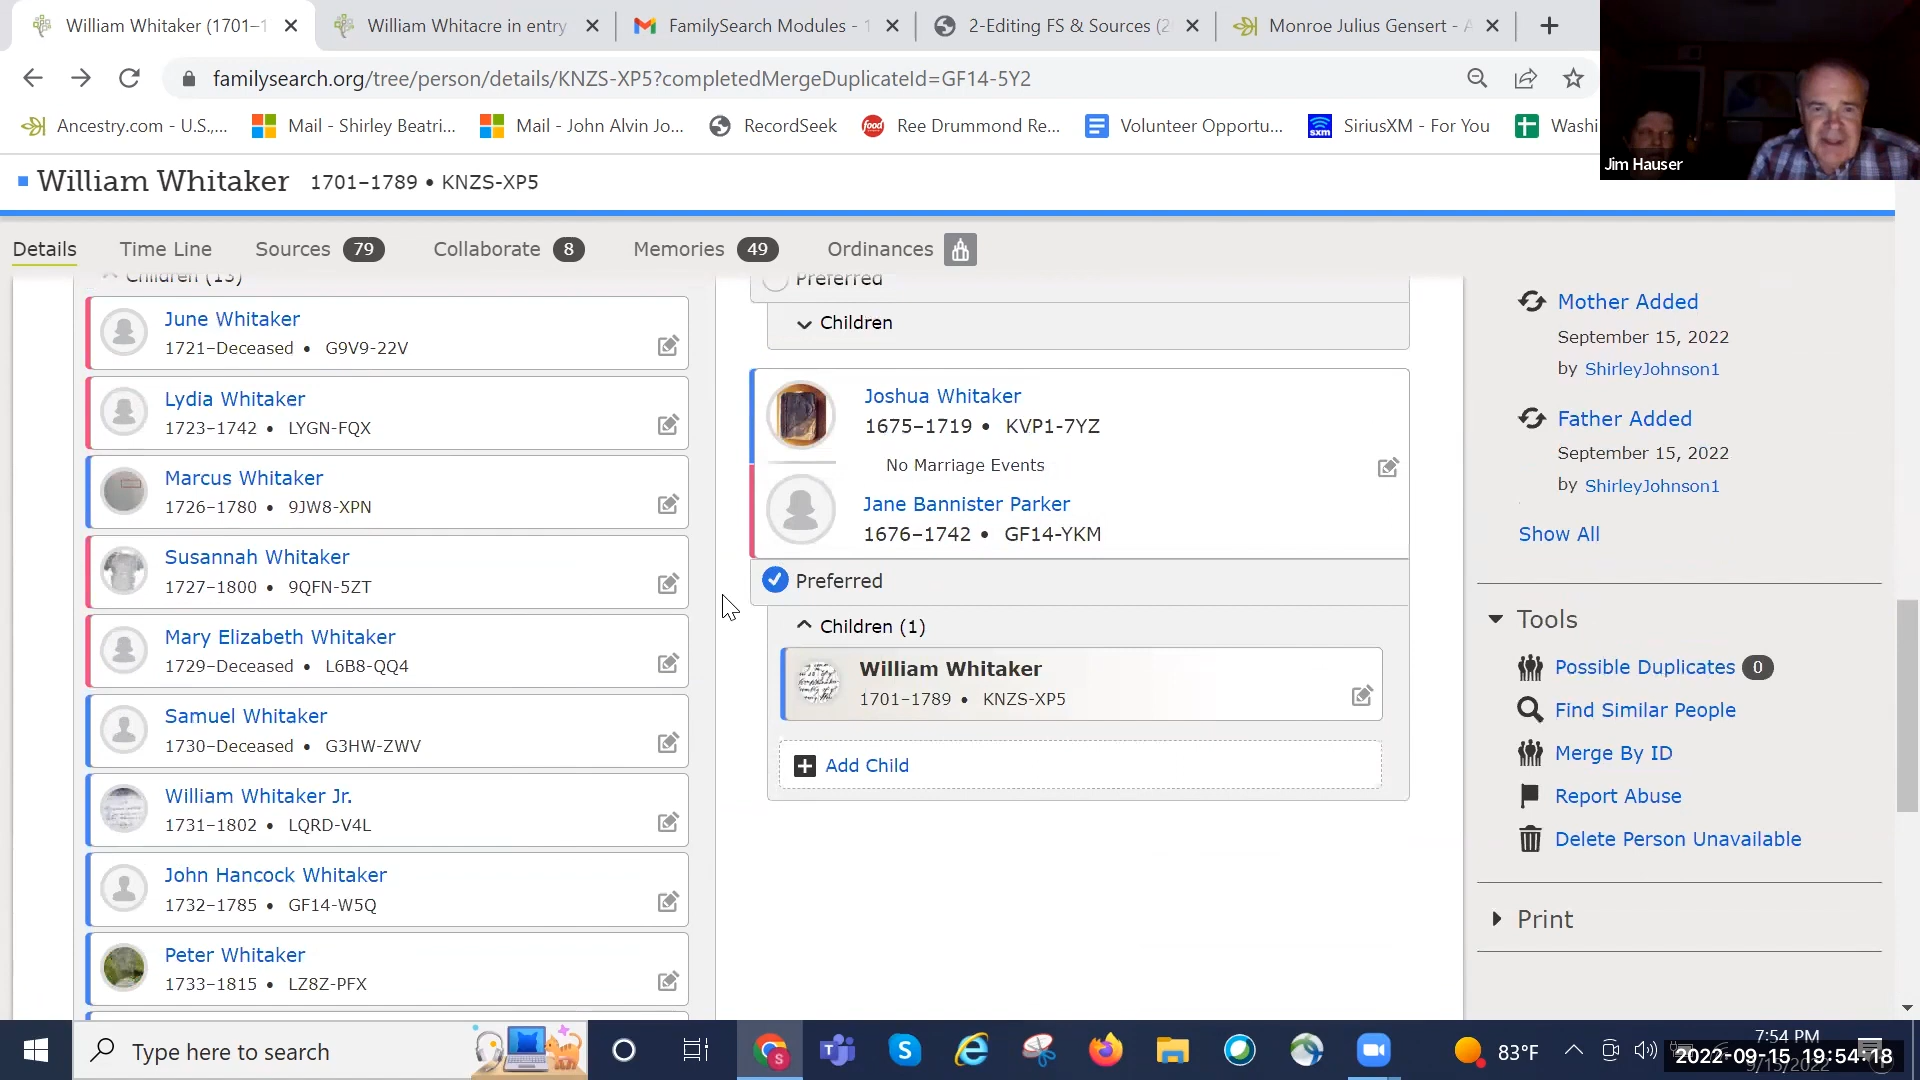 William Whitaker (1701–1
William Whitacre in entry
FamilySearch Modules - 1
2-Editing FS & Sources (2
Monroe Julius Gensert - A
familysearch.org/tree/person/details/KNZS-XP5?completedMergeDuplicateId=GF14-5Y2
Ancestry.com - U.S.,...
Mail - Shirley Beatri...
Mail - John Alvin Jo...
RecordSeek
food
Ree Drummond Re...
Volunteer Opportu...
sxm
SiriusXM - For You
Washi
Jim Hauser
William Whitaker 1701–1789 • KNZS-XP5
Details
Time Line
Sources 79
Collaborate 8
Memories 49
Ordinances
Children (13)
June Whitaker
1721–Deceased • G9V9-22V
Lydia Whitaker
1723–1742 • LYGN-FQX
Marcus Whitaker
1726–1780 • 9JW8-XPN
Susannah Whitaker
1727–1800 • 9QFN-5ZT
Mary Elizabeth Whitaker
1729–Deceased • L6B8-QQ4
Samuel Whitaker
1730–Deceased • G3HW-ZWV
William Whitaker Jr.
1731–1802 • LQRD-V4L
John Hancock Whitaker
1732–1785 • GF14-W5Q
Peter Whitaker
1733–1815 • LZ8Z-PFX
Preferred
Children
Joshua Whitaker
1675–1719 • KVP1-7YZ
No Marriage Events
Jane Bannister Parker
1676–1742 • GF14-YKM
Preferred
Children (1)
William Whitaker
1701–1789 • KNZS-XP5
Add Child
Mother Added
September 15, 2022
by ShirleyJohnson1
Father Added
September 15, 2022
by ShirleyJohnson1
Show All
Tools
Possible Duplicates 0
Find Similar People
Merge By ID
Report Abuse
Delete Person Unavailable
Print
Type here to search
S
83°F
7:54 PM
9/15/2022
2022-09-15 19:54:18